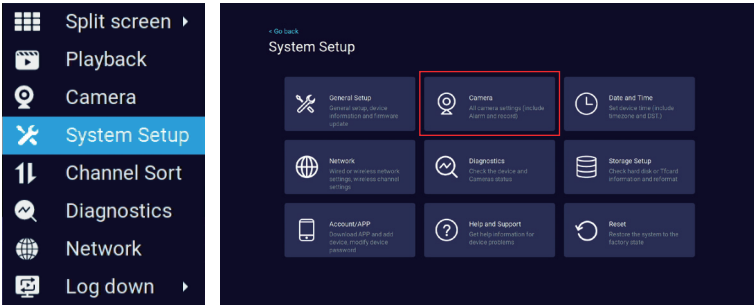 Split screen
Playback
Camera
System Setup
Channel Sort
Diagnostics
Network
Log down
< Go back
System Setup
General Setup
General setup, device
information and firmware
update
Camera
All camera settings (include
Alarm and record)
Date and Time
Set device time (include
timezone and DST.)
Network
Wired or wireless network
settings, wireless channel
settings
Diagnostics
Check the device and
Cameras status
Storage Setup
Check hard disk or TFcard
information and reformat
Account/APP
Download APP and add
device, modify device
password
Help and Support
Get help information for
device problems
Reset
Restore the system to the
factory state